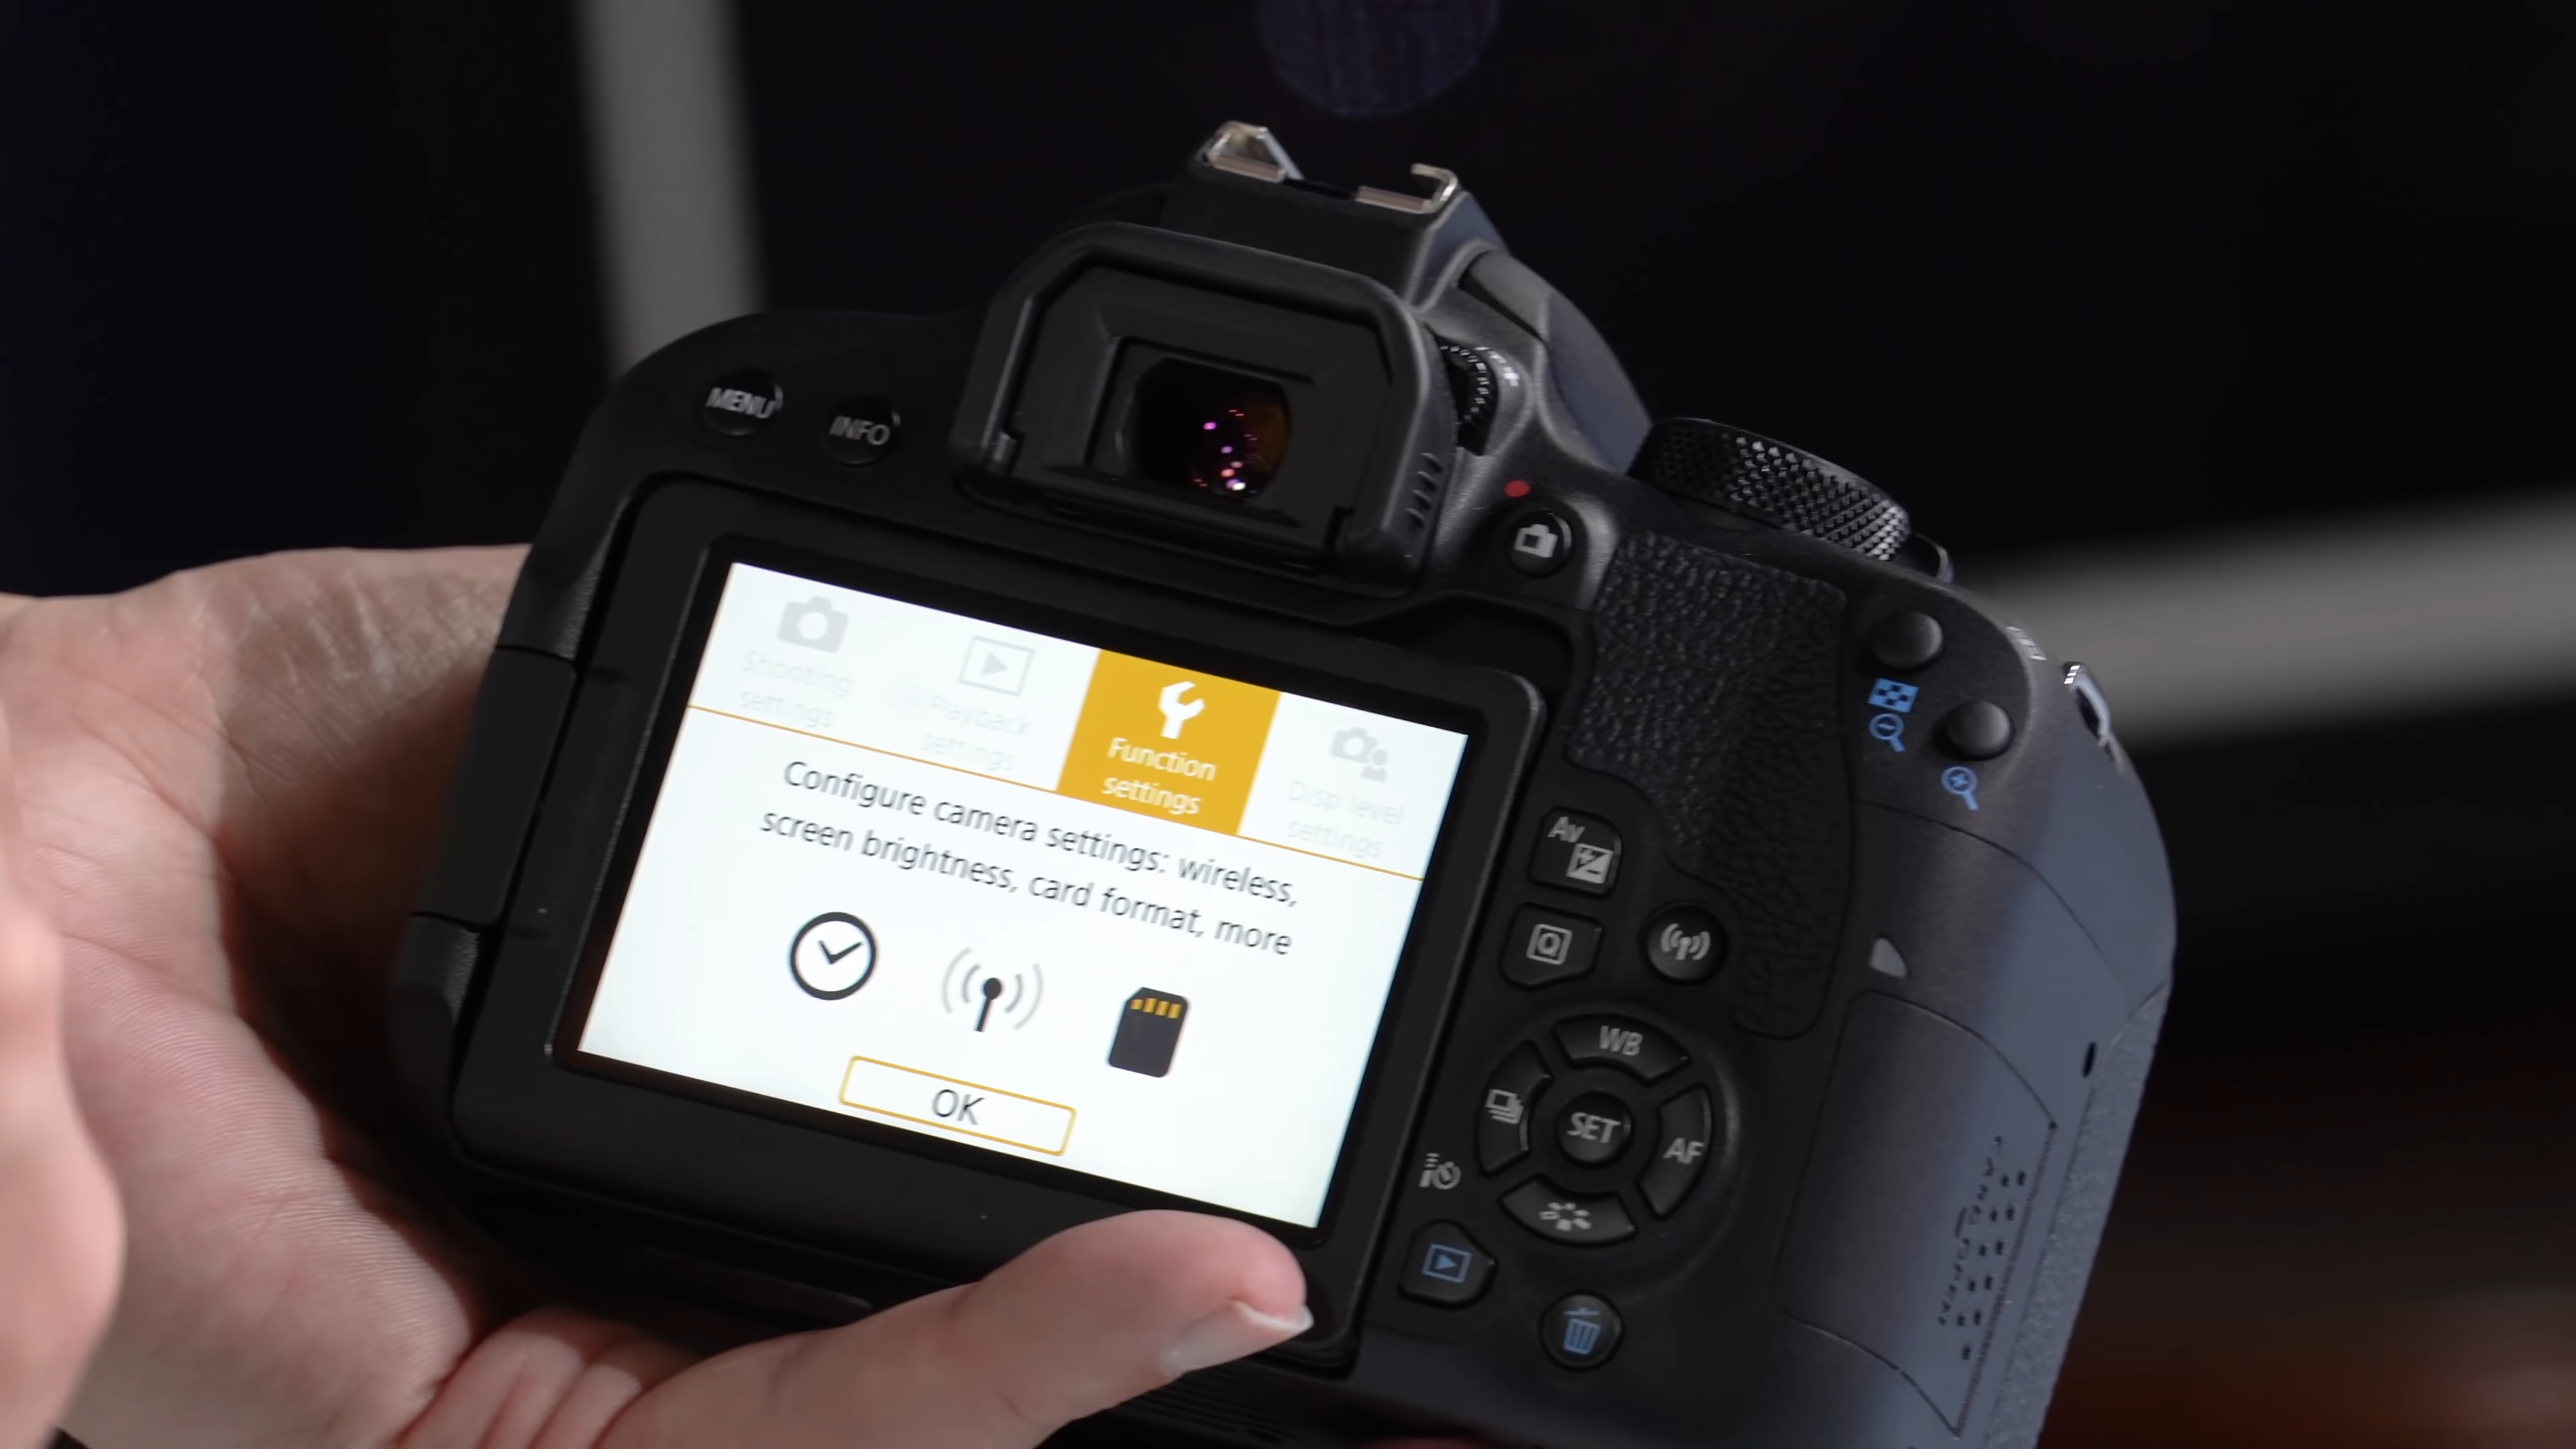 MENU
INFO
Shooting
settings
Playback
settings
Function
settings
Disp level
settings
Configure camera settings: wireless,
screen brightness, card format, more
OK
Av
Q
WB
SET
AF